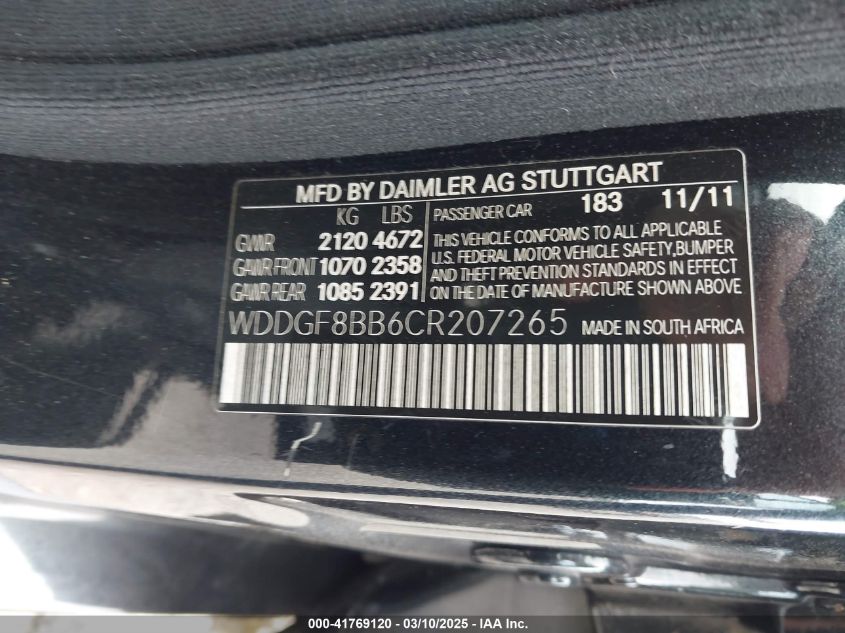 MFD BY DAIMLER AG STUTTGART
KG LBS
GVWR 2120 4672
GAWR FRONT 1070 2358
GAWR REAR 1085 2391
PASSENGER CAR 183 11/11
THIS VEHICLE CONFORMS TO ALL APPLICABLE
U.S. FEDERAL MOTOR VEHICLE SAFETY,BUMPER
AND THEFT PREVENTION STANDARDS IN EFFECT
ON THE DATE OF MANUFACTURE SHOWN ABOVE
WDDGF8BB6CR207265 MADE IN SOUTH AFRICA
000-41769120 — 03/10/2025 — IAA Inc.